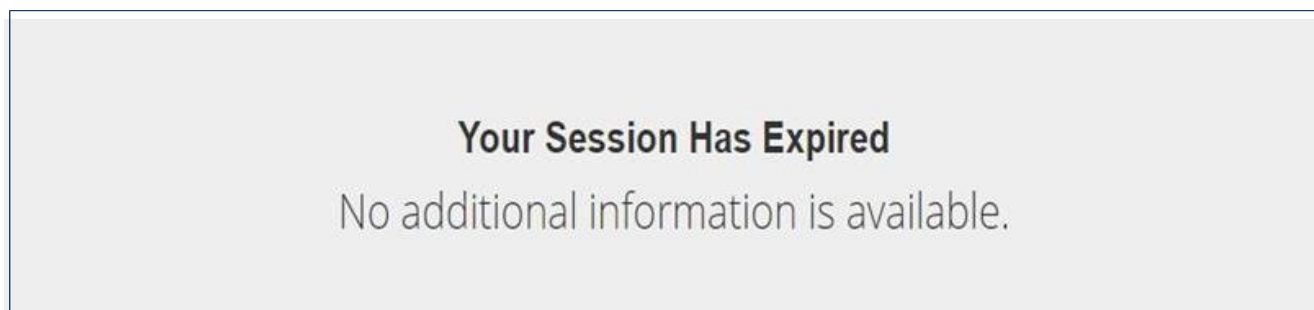 Your Session Has Expired
No additional information is available.